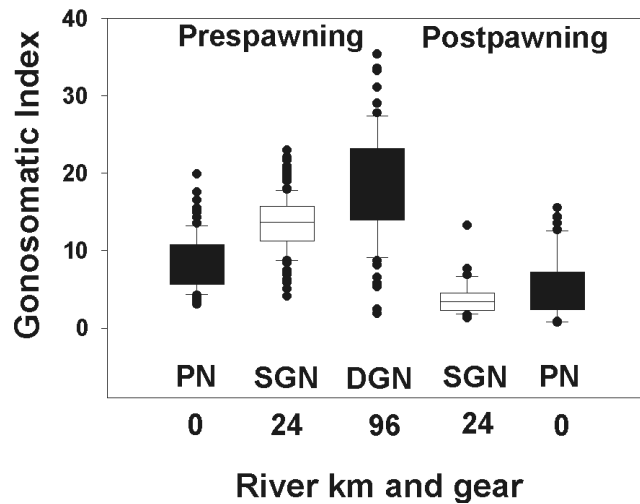 40
Prespawning Postpawning
30
20
10
0
Gonosomatic Index
PN SGN DGN SGN PN
0 24 96 24 0
River km and gear